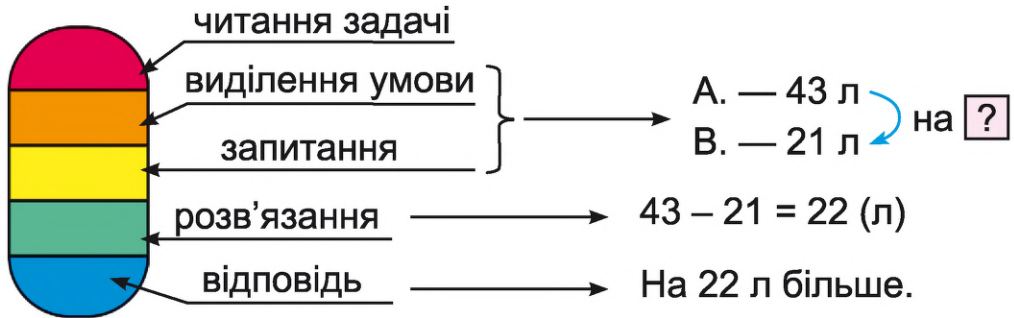 читання задачі
виділення умови
запитання
А. — 43 л
В. — 21 л
на ?
розв’язання
43 – 21 = 22 (л)
відповідь
На 22 л більше.